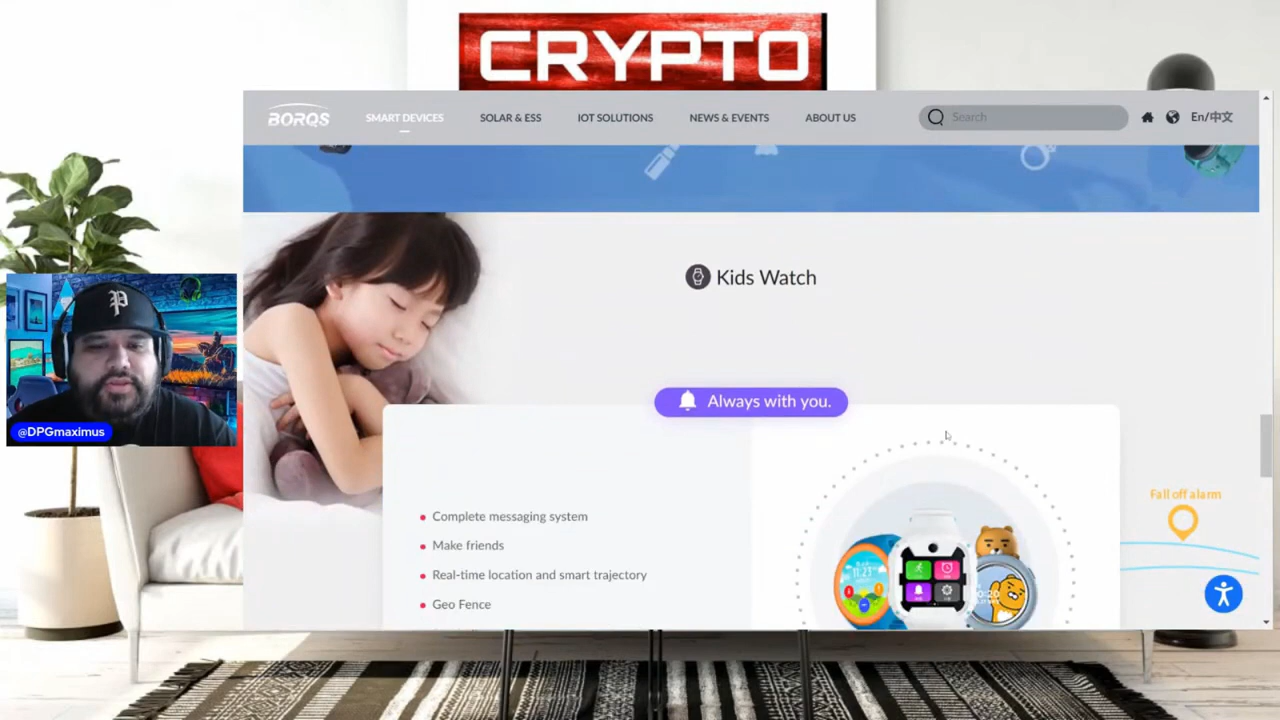 CRYPTO
BORQS
SMART DEVICES
SOLAR & ESS
IOT SOLUTIONS
NEWS & EVENTS
ABOUT US
Search
En/中文
Kids Watch
Always with you.
P
@DPGmaximus
Complete messaging system
Make friends
Real-time location and smart trajectory
Geo Fence
Fall off alarm